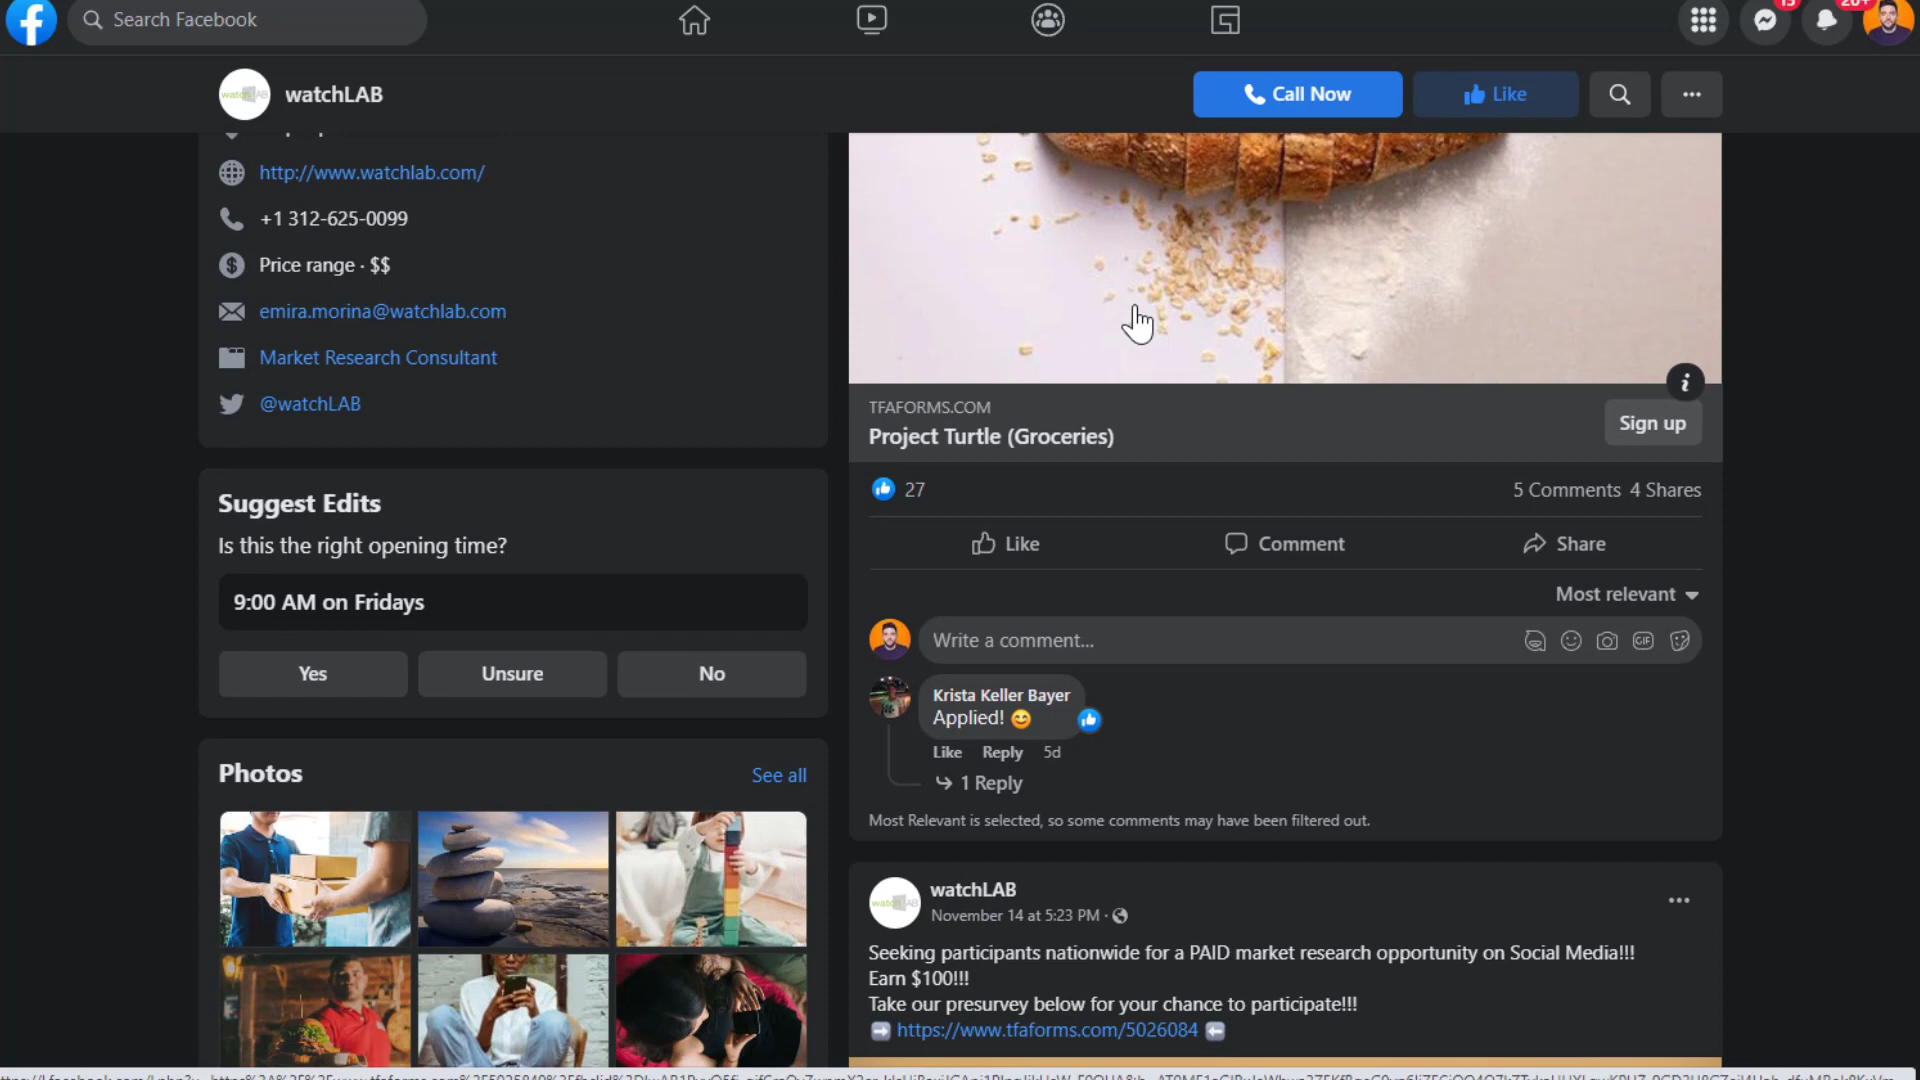 Search Facebook
15
20+
watchLAB
Call Now
Like
http://www.watchlab.com/
+1 312-625-0099
Price range · $$
emira.morina@watchlab.com
Market Research Consultant
@watchLAB
Suggest Edits
Is this the right opening time?
9:00 AM on Fridays
Yes
Unsure
No
Photos
See all
TFAFORMS.COM
Project Turtle (Groceries)
Sign up
27
5 Comments 4 Shares
Like
Comment
Share
Most relevant
Write a comment...
GIF
Krista Keller Bayer
Applied! 😊
Like Reply 5d
1 Reply
Most Relevant is selected, so some comments may have been filtered out.
watchLAB
November 14 at 5:23 PM ·
Seeking participants nationwide for a PAID market research opportunity on Social Media!!!
Earn $100!!!
Take our presurvey below for your chance to participate!!!
➡️ https://www.tfaforms.com/5026084 ⬅️